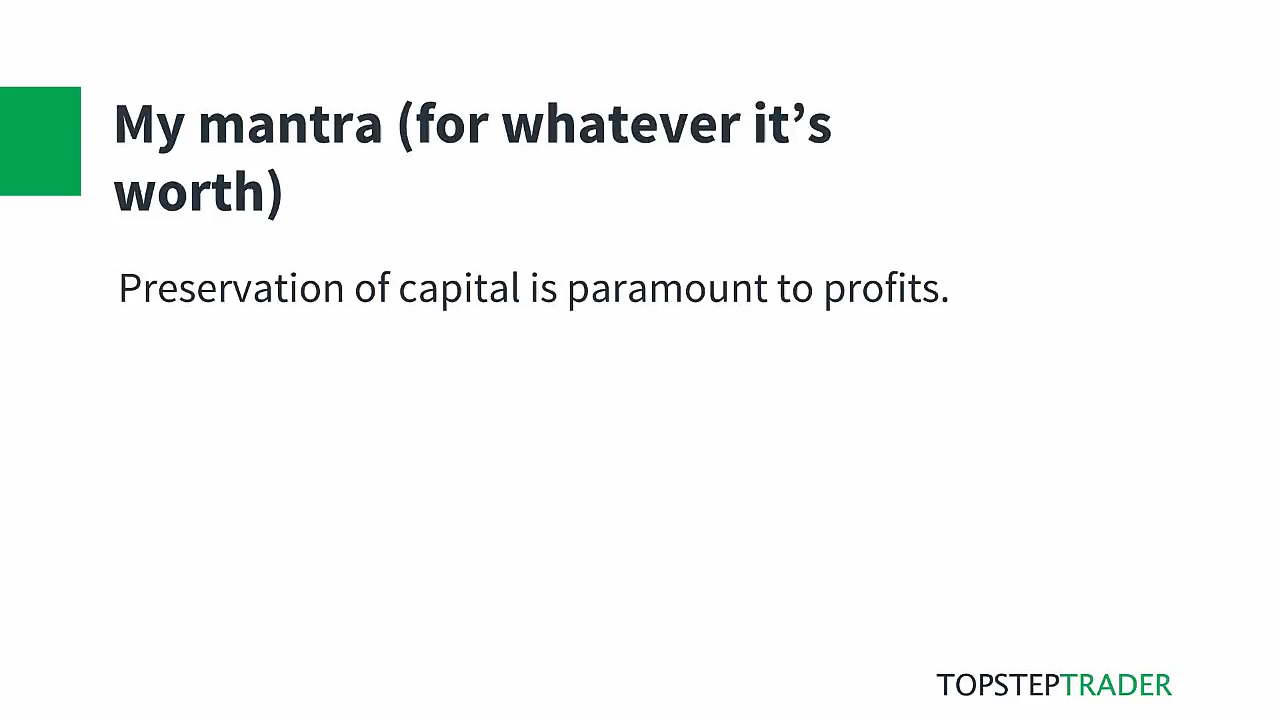 My mantra (for whatever it’s
worth)
Preservation of capital is paramount to profits.
TOPSTEPTRADER